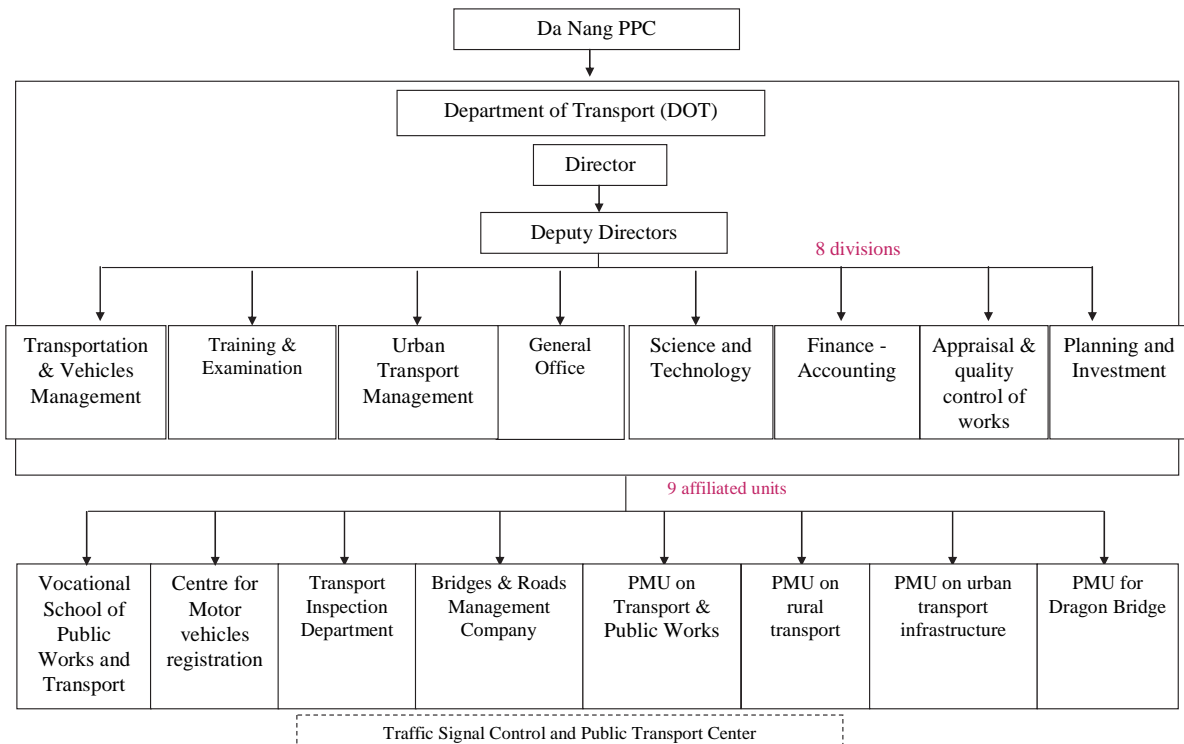 Da Nang PPC
Department of Transport (DOT)
Director
Deputy Directors
8 divisions
Transportation
& Vehicles
Management
Training &
Examination
Urban
Transport
Management
General
Office
Science and
Technology
Finance -
Accounting
Appraisal &
quality
control of
works
Planning and
Investment
9 affiliated units
Vocational
School of
Public
Works and
Transport
Centre for
Motor
vehicles
registration
Transport
Inspection
Department
Bridges & Roads
Management
Company
PMU on
Transport &
Public Works
PMU on
rural
transport
PMU on urban
transport
infrastructure
PMU for
Dragon Bridge
Traffic Signal Control and Public Transport Center